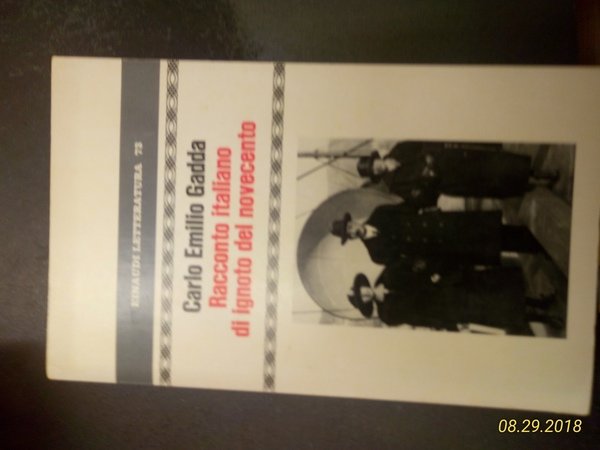 EINAUDI LETTERATURA 73
Carlo Emilio Gadda
Racconto italiano
di ignoto del novecento
08.29.2018